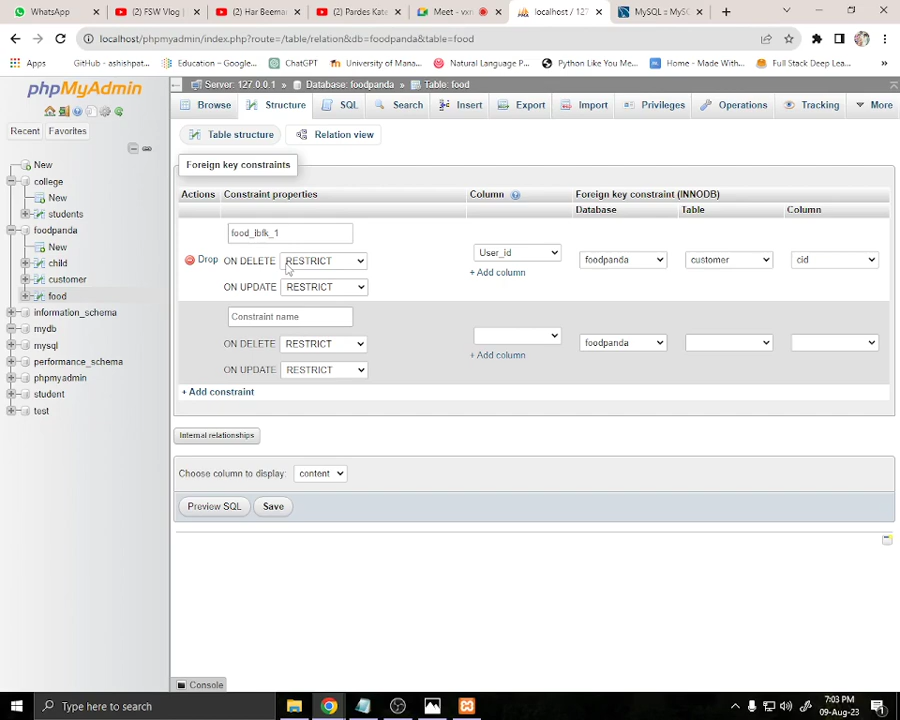 WhatsApp
(2) FSW Vlog |
(2) Har Beema
(2) Pardes Kate
Meet - vxn
localhost / 127
MySQL :: MySC
localhost/phpmyadmin/index.php?route=/table/relation&db=foodpanda&table=food
Apps
GitHub - ashishpat...
Education – Google...
ChatGPT
University of Mana...
Natural Language P...
Python Like You Me...
Home - Made With...
Full Stack Deep Lea...
phpMyAdmin
Server: 127.0.0.1 » Database: foodpanda » Table: food
Browse
Structure
SQL
Search
Insert
Export
Import
Privileges
Operations
Tracking
More
Recent
Favorites
Table structure
Relation view
New
college
New
students
foodpanda
New
child
customer
food
information_schema
mydb
mysql
performance_schema
phpmyadmin
student
test
Foreign key constraints
Actions
Constraint properties
Column
Foreign key constraint (INNODB)
Database
Table
Column
food_ibfk_1
Drop
ON DELETE
RESTRICT
ON UPDATE
RESTRICT
User_id
+ Add column
foodpanda
customer
cid
Constraint name
ON DELETE
RESTRICT
ON UPDATE
RESTRICT
+ Add column
foodpanda
+ Add constraint
Internal relationships
Choose column to display:
content
Preview SQL
Save
Console
Type here to search
7:03 PM
09-Aug-23
1